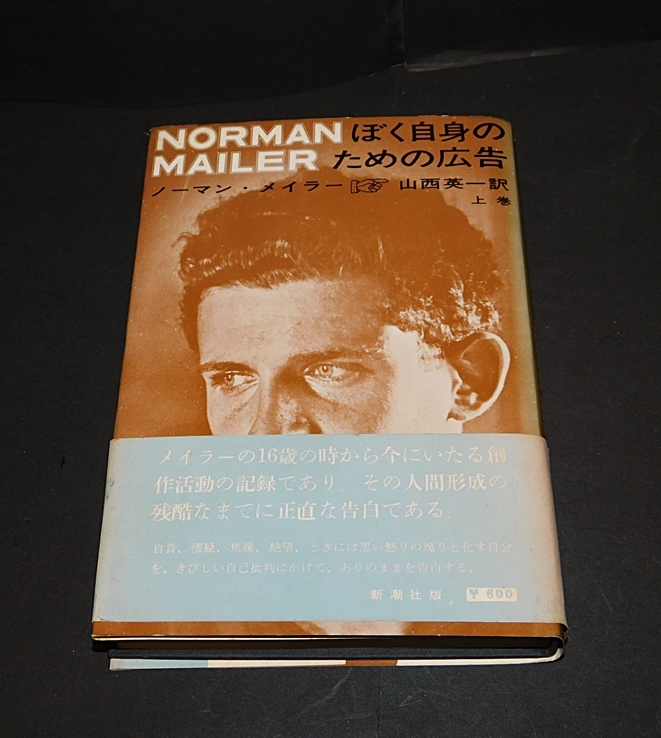 NORMAN ぼく自身の
MAILER ための広告
ノーマン・メイラー 山西英一訳
上巻
メイラーの16歳の時から今にいたる創
作活動の記録であり、その人間形成の
残酷なまでに正直な告白である。
自負、懐疑、焦燥、絶望、ときには黒い怒りの塊りと化す自分
を、きびしい自己批判にかけて、ありのままを告白する。
新潮社版 ¥600